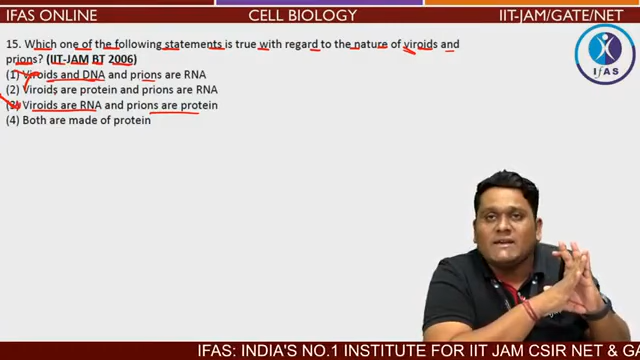 IFAS ONLINE
CELL BIOLOGY
IIT-JAM/GATE/NET
15. Which one of the following statements is true with regard to the nature of viroids and
prions? (IIT-JAM BT 2006)
(1) Viroids and DNA and prions are RNA
(2) Viroids are protein and prions are RNA
(3) Viroids are RNA and prions are protein
(4) Both are made of protein
IFAS
IFAS: INDIA'S NO.1 INSTITUTE FOR IIT JAM CSIR NET & GA